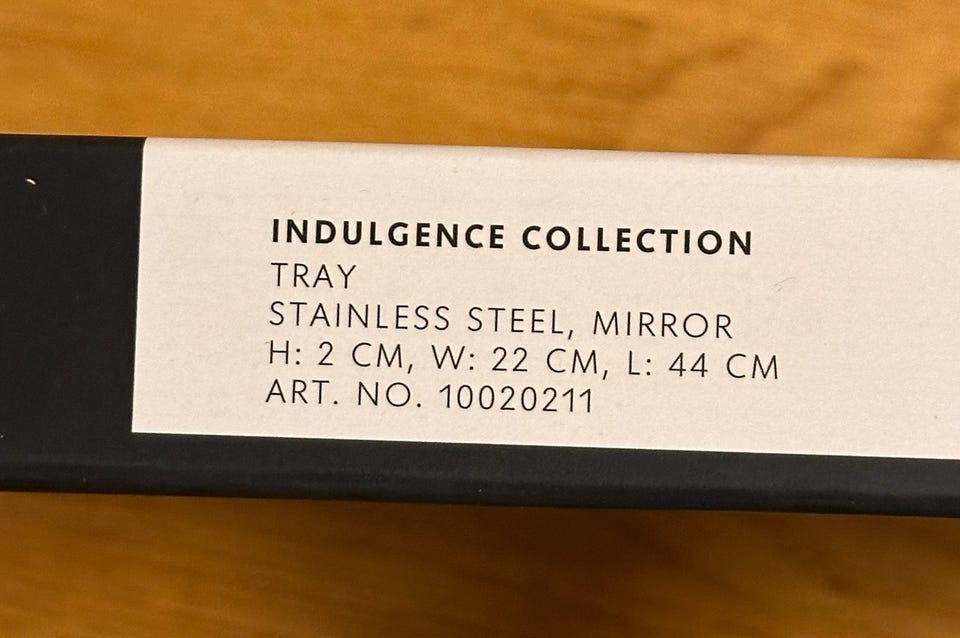 INDULGENCE COLLECTION
TRAY
STAINLESS STEEL, MIRROR
H: 2 CM, W: 22 CM, L: 44 CM
ART. NO. 10020211